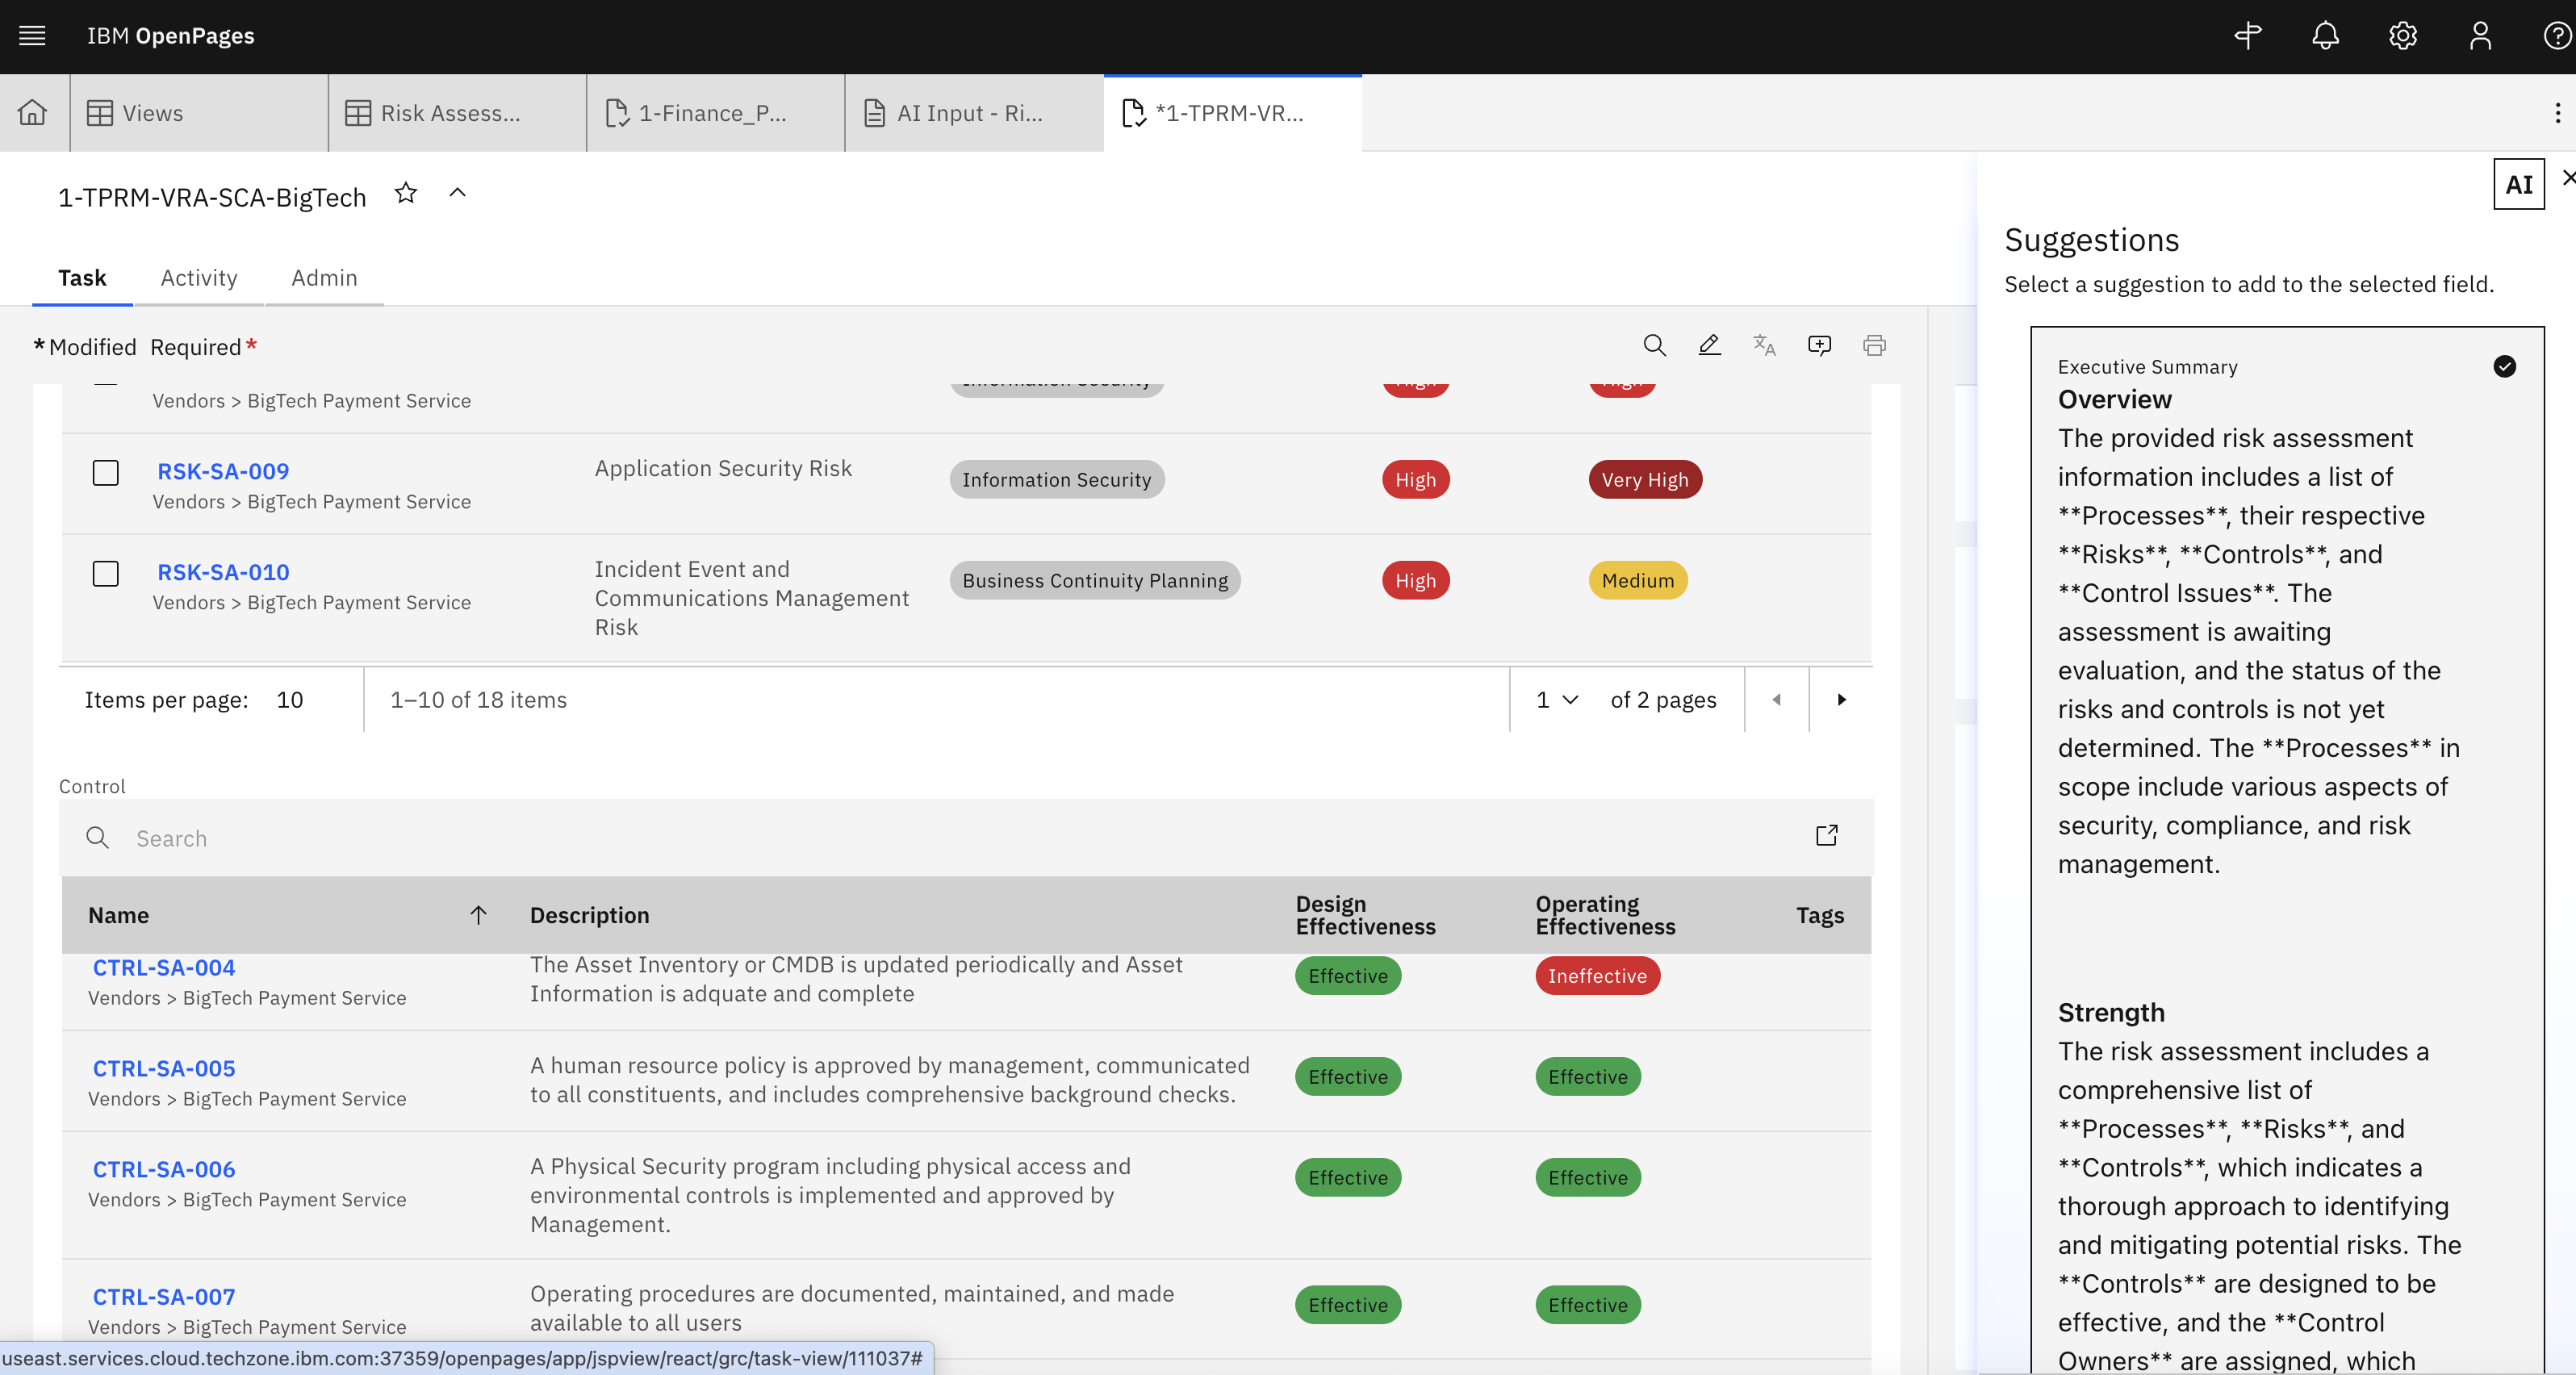 IBM OpenPages
Views
Risk Assess...
1-Finance_P...
AI Input - Ri...
*1-TPRM-VR...
1-TPRM-VRA-SCA-BigTech
Task
Activity
Admin
*Modified Required*
Vendors > BigTech Payment Service
Information Security
High
High
RSK-SA-009
Vendors > BigTech Payment Service
Application Security Risk
Information Security
High
Very High
RSK-SA-010
Vendors > BigTech Payment Service
Incident Event and
Communications Management
Risk
Business Continuity Planning
High
Medium
Items per page: 10
1–10 of 18 items
1
of 2 pages
Control
Search
Name
Description
Design
Effectiveness
Operating
Effectiveness
Tags
CTRL-SA-004
Vendors > BigTech Payment Service
The Asset Inventory or CMDB is updated periodically and Asset
Information is adquate and complete
Effective
Ineffective
CTRL-SA-005
Vendors > BigTech Payment Service
A human resource policy is approved by management, communicated
to all constituents, and includes comprehensive background checks.
Effective
Effective
CTRL-SA-006
Vendors > BigTech Payment Service
A Physical Security program including physical access and
environmental controls is implemented and approved by
Management.
Effective
Effective
CTRL-SA-007
Vendors > BigTech Payment Service
Operating procedures are documented, maintained, and made
available to all users
Effective
Effective
useast.services.cloud.techzone.ibm.com:37359/openpages/app/jspview/react/grc/task-view/111037#
AI
Suggestions
Select a suggestion to add to the selected field.
Executive Summary
Overview
The provided risk assessment
information includes a list of
**Processes**, their respective
**Risks**, **Controls**, and
**Control Issues**. The
assessment is awaiting
evaluation, and the status of the
risks and controls is not yet
determined. The **Processes** in
scope include various aspects of
security, compliance, and risk
management.
Strength
The risk assessment includes a
comprehensive list of
**Processes**, **Risks**, and
**Controls**, which indicates a
thorough approach to identifying
and mitigating potential risks. The
**Controls** are designed to be
effective, and the **Control
Owners** are assigned, which